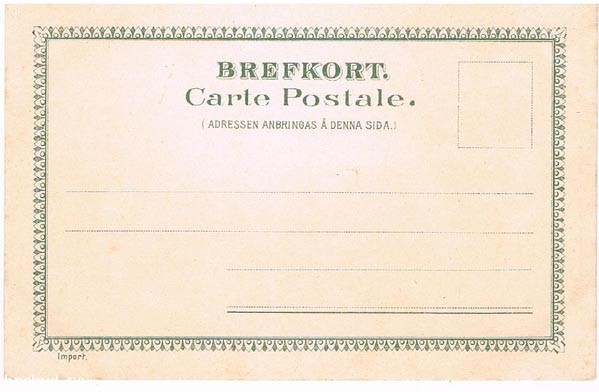 BREFKORT.
Carte Postale.
(ADRESSEN ANBRINGAS Å DENNA SIDA.)
Import.